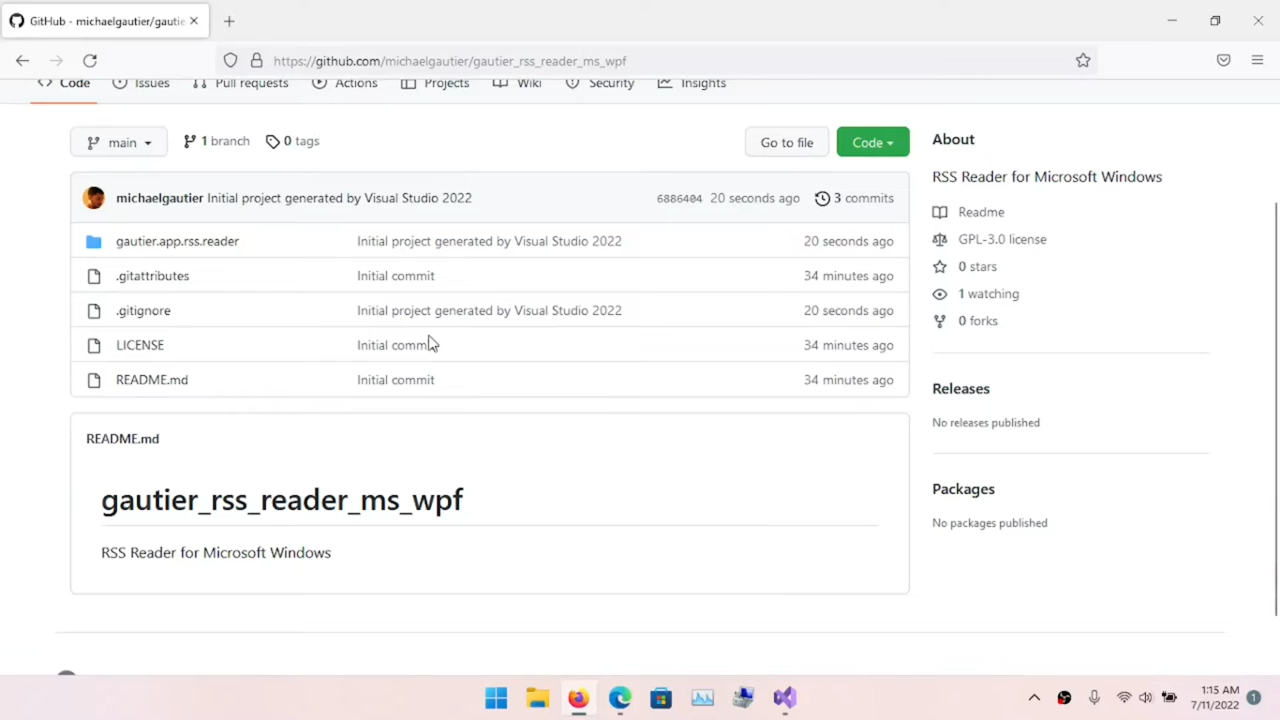 GitHub - michaelgautier/gautie
https://github.com/michaelgautier/gautier_rss_reader_ms_wpf
Code Issues Pull requests Actions Projects Wiki Security Insights
main 1 branch 0 tags Go to file Code
michaelgautier Initial project generated by Visual Studio 2022 6886404 20 seconds ago 3 commits
gautier.app.rss.reader Initial project generated by Visual Studio 2022 20 seconds ago
.gitattributes Initial commit 34 minutes ago
.gitignore Initial project generated by Visual Studio 2022 20 seconds ago
LICENSE Initial commit 34 minutes ago
README.md Initial commit 34 minutes ago
README.md
gautier_rss_reader_ms_wpf
RSS Reader for Microsoft Windows
About
RSS Reader for Microsoft Windows
Readme
GPL-3.0 license
0 stars
1 watching
0 forks
Releases
No releases published
Packages
No packages published
1:15 AM
7/11/2022
1